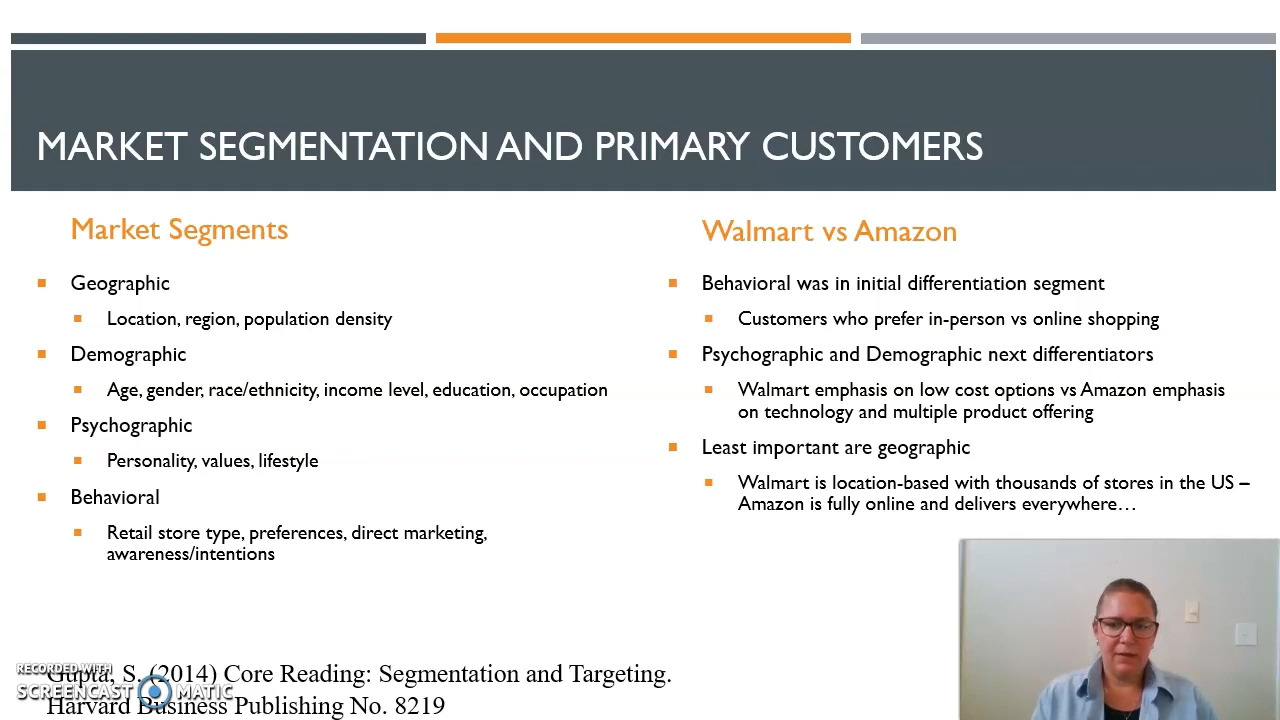 MARKET SEGMENTATION AND PRIMARY CUSTOMERS
Market Segments
Geographic
Location, region, population density
Demographic
Age, gender, race/ethnicity, income level, education, occupation
Psychographic
Personality, values, lifestyle
Behavioral
Retail store type, preferences, direct marketing,
awareness/intentions
Walmart vs Amazon
Behavioral was in initial differentiation segment
Customers who prefer in-person vs online shopping
Psychographic and Demographic next differentiators
Walmart emphasis on low cost options vs Amazon emphasis
on technology and multiple product offering
Least important are geographic
Walmart is location-based with thousands of stores in the US –
Amazon is fully online and delivers everywhere…
Gupta, S. (2014) Core Reading: Segmentation and Targeting.
Harvard Business Publishing No. 8219
RECORDED WITH
SCREENCAST MATIC